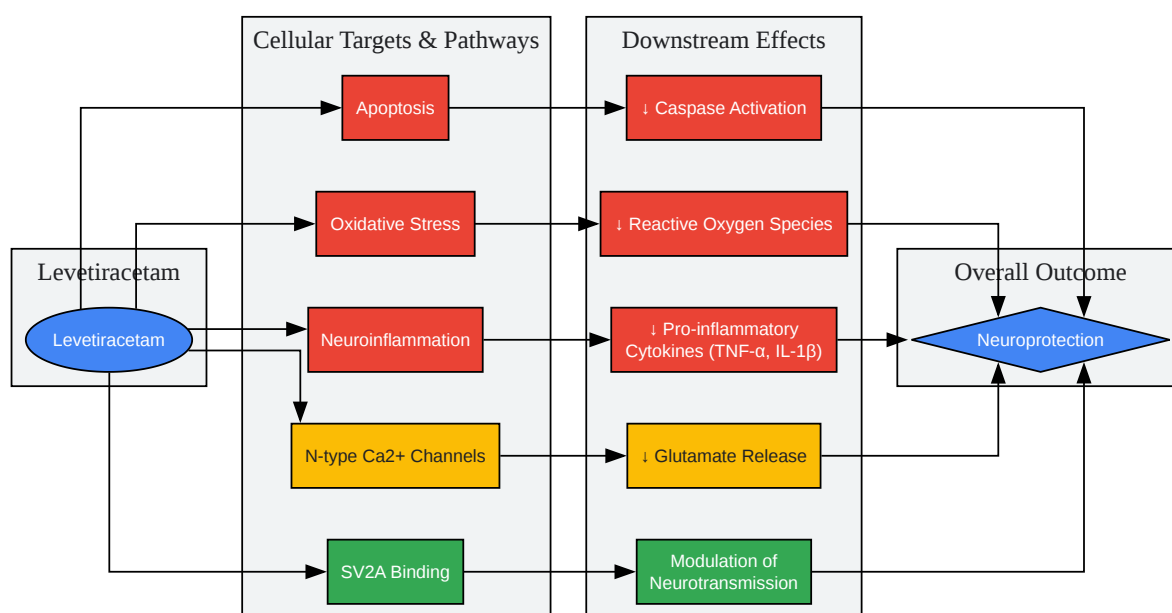 Cellular Targets & Pathways
Downstream Effects
Apoptosis
↓ Caspase Activation
Oxidative Stress
↓ Reactive Oxygen Species
Levetiracetam
Overall Outcome
Levetiracetam
Neuroinflammation
↓ Pro-inflammatory
Cytokines (TNF-α, IL-1β)
Neuroprotection
N-type Ca2+ Channels
↓ Glutamate Release
SV2A Binding
Modulation of
Neurotransmission